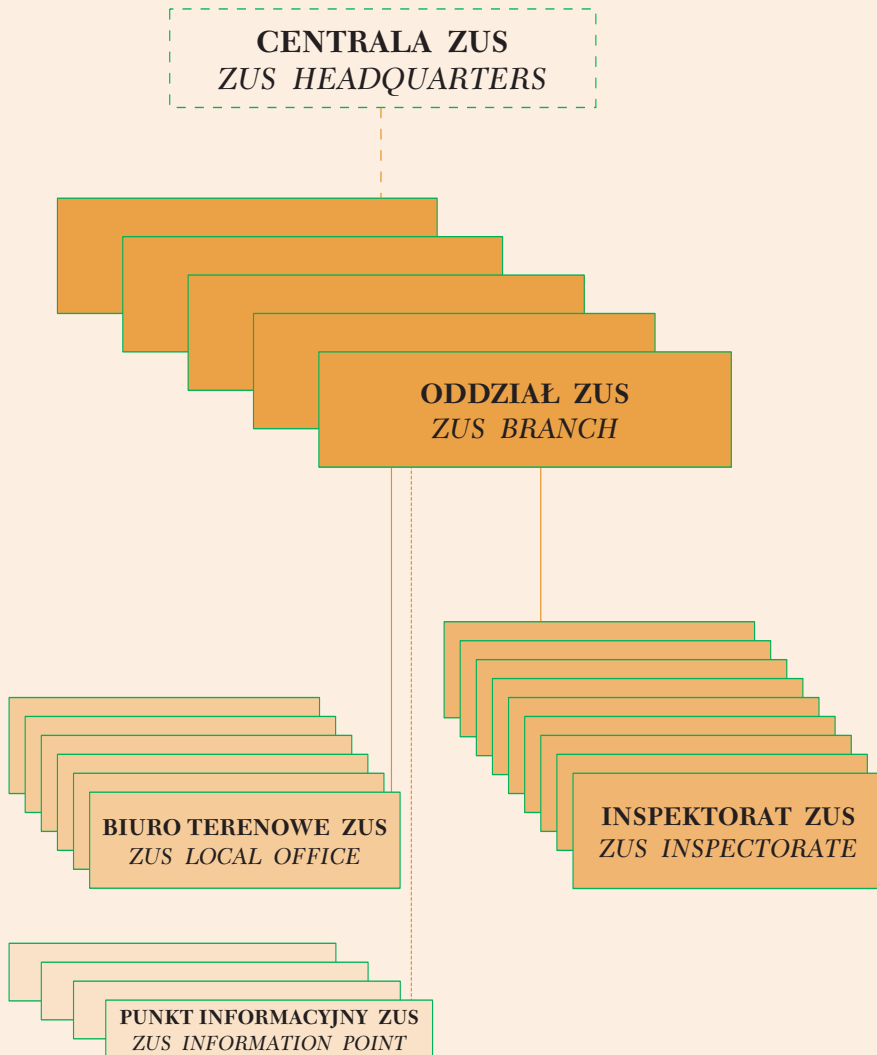 CENTRALA ZUS
ZUS HEADQUARTERS
ODDZIAŁ ZUS
ZUS BRANCH
BIURO TERENOWE ZUS
ZUS LOCAL OFFICE
INSPEKTORAT ZUS
ZUS INSPECTORATE
PUNKT INFORMACYJNY ZUS
ZUS INFORMATION POINT